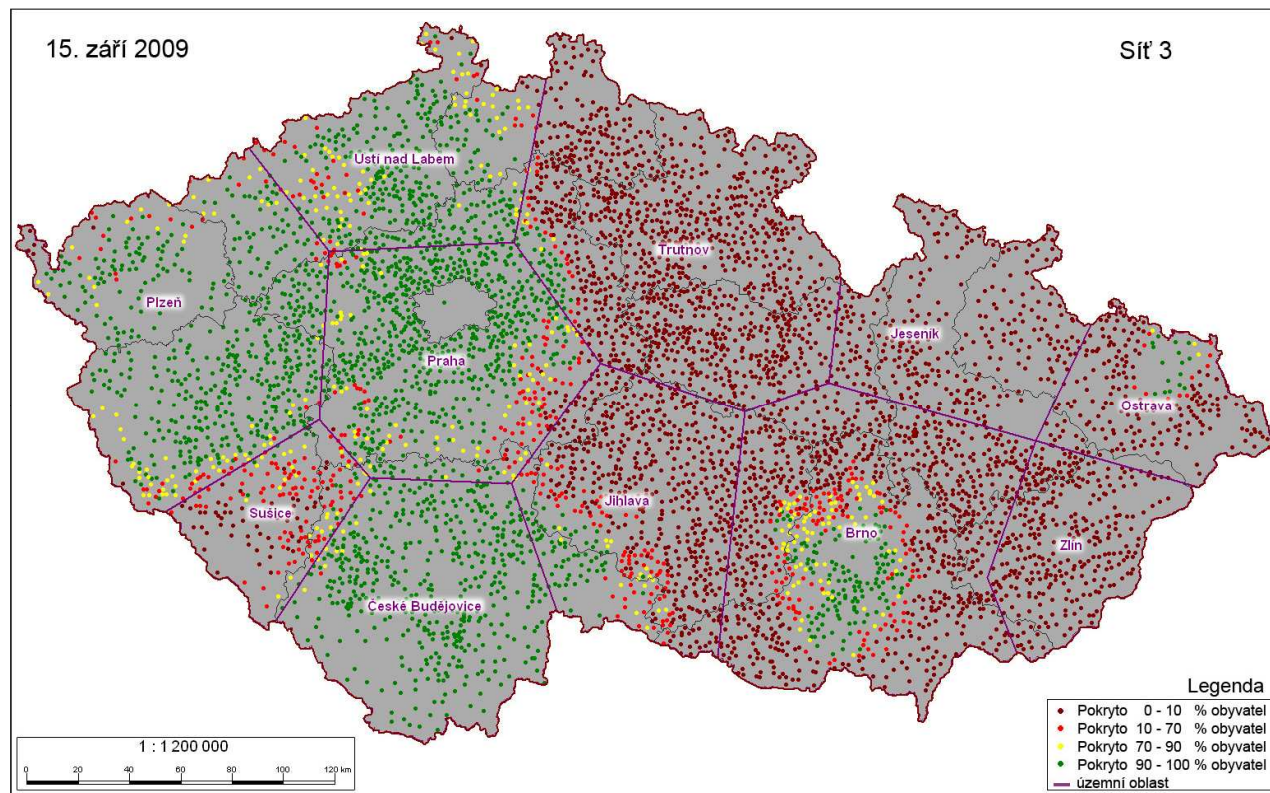 15. září 2009
Síť 3
Ústí nad Labem
Trutnov
Plzeň
Jeseník
Praha
Ostrava
Sušice
Jihlava
Brno
Zlín
České Budějovice
Legenda
Pokryto 0 - 10 % obyvatel
Pokryto 10 - 70 % obyvatel
Pokryto 70 - 90 % obyvatel
Pokryto 90 - 100 % obyvatel
územní oblast
1 : 1 200 000
0 20 40 60 80 100 120 km